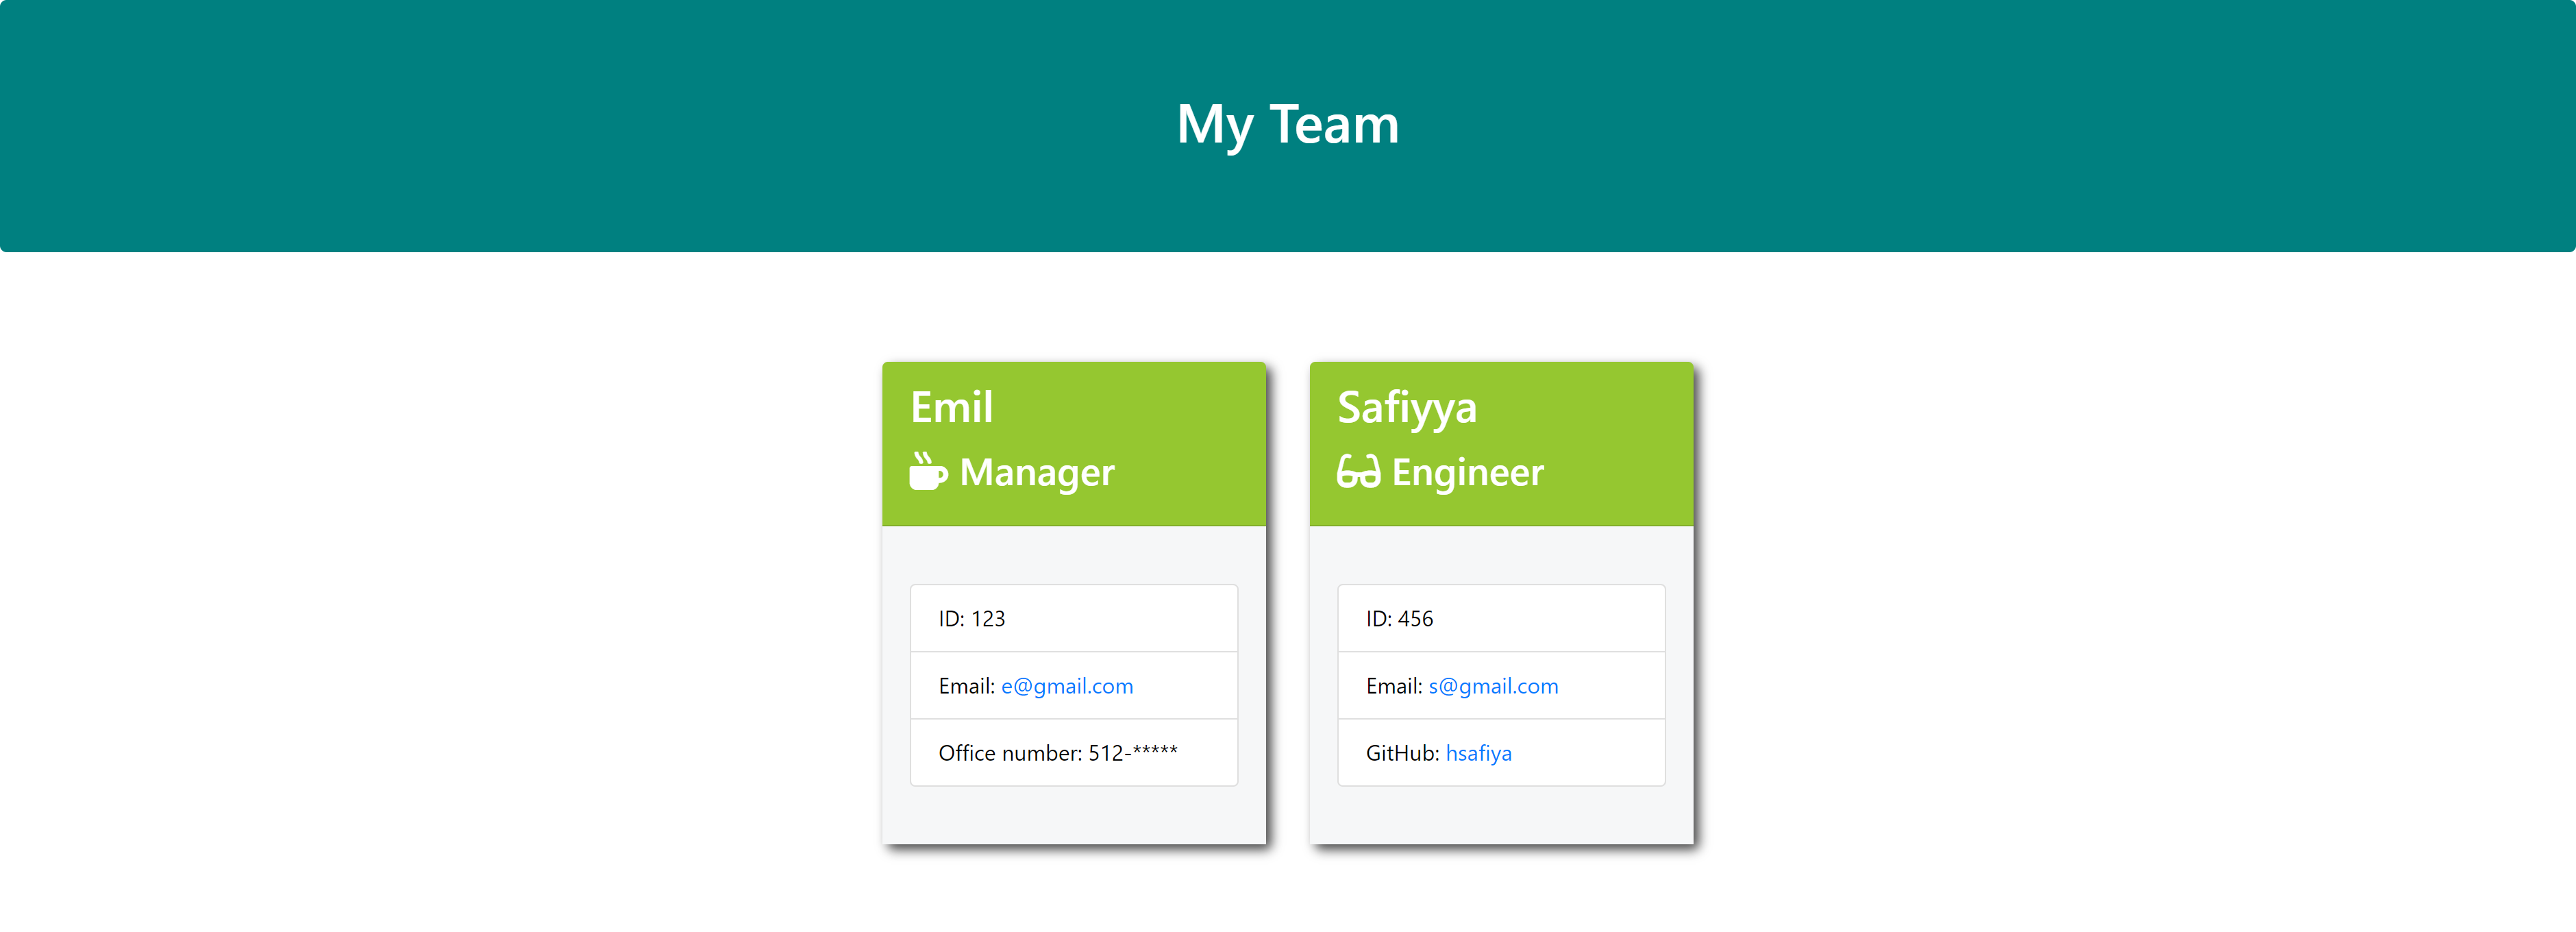 My Team
Emil
Manager
ID: 123
Email: e@gmail.com
Office number: 512-*****
Safiyya
Engineer
ID: 456
Email: s@gmail.com
GitHub: hsafiya